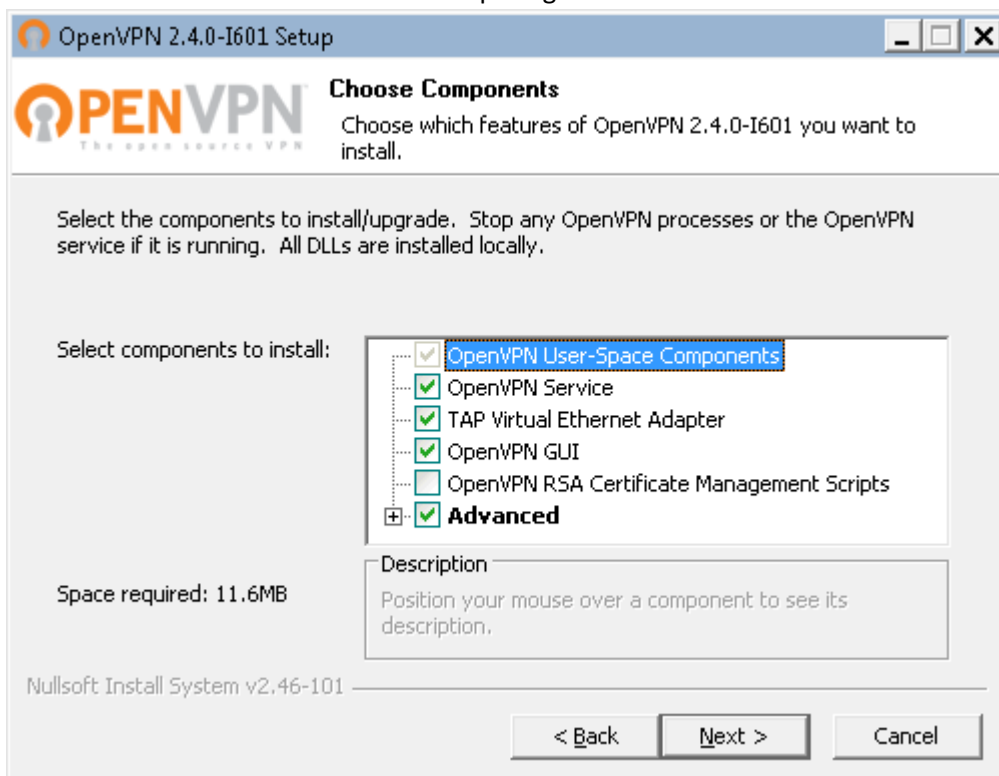 OpenVPN 2.4.0-I601 Setup
OPENVPN
The open source VPN
Choose Components
Choose which features of OpenVPN 2.4.0-I601 you want to
install.
Select the components to install/upgrade. Stop any OpenVPN processes or the OpenVPN
service if it is running. All DLLs are installed locally.
Select components to install:
OpenVPN User-Space Components
OpenVPN Service
TAP Virtual Ethernet Adapter
OpenVPN GUI
OpenVPN RSA Certificate Management Scripts
Advanced
Space required: 11.6MB
Description
Position your mouse over a component to see its
description.
Nullsoft Install System v2.46-101
< Back
Next >
Cancel